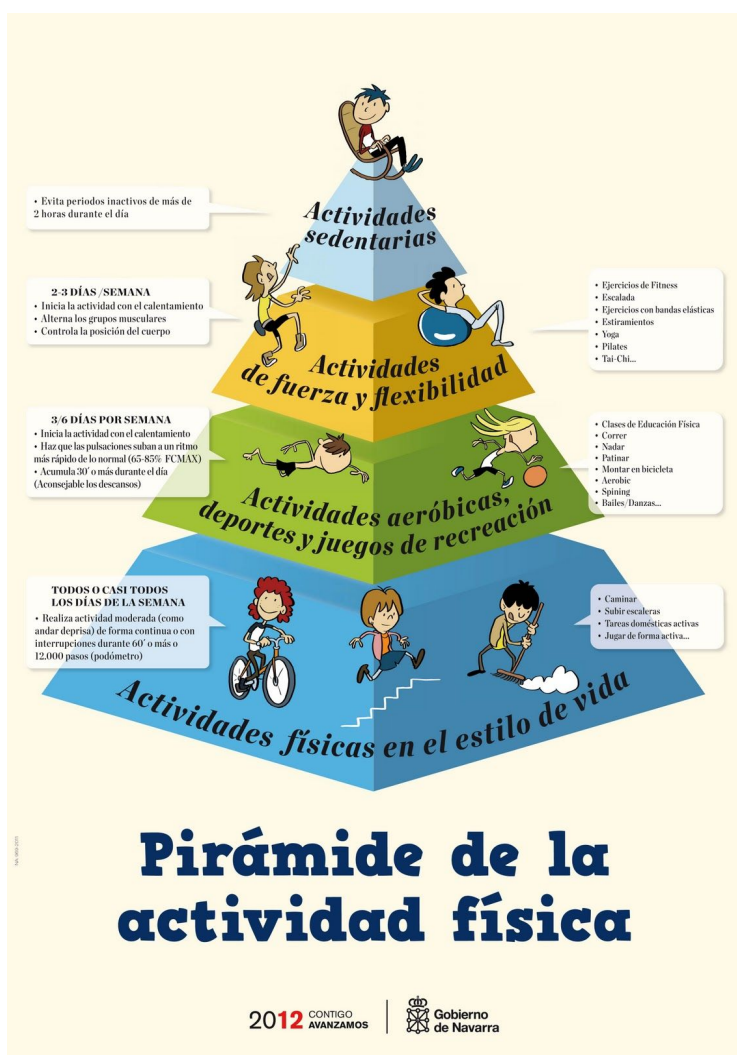 • Evita periodos inactivos de más de
2 horas durante el día
Actividades
sedentarias
2-3 DÍAS /SEMANA
• Inicia la actividad con el calentamiento
• Alterna los grupos musculares
• Controla la posición del cuerpo
Actividades
de fuerza y flexibilidad
• Ejercicios de Fitness
• Escalada
• Ejercicios con bandas elásticas
• Estiramientos
• Yoga
• Pilates
• Tai-Chi...
3/6 DÍAS POR SEMANA
• Inicia la actividad con el calentamiento
• Haz que las pulsaciones suban a un ritmo
más rápido de lo normal (65-85% FCMAX)
• Acumula 30´ o más durante el día
(Aconsejable los descansos)
Actividades aeróbicas,
deportes y juegos de recreación
• Clases de Educación Física
• Correr
• Nadar
• Patinar
• Montar en bicicleta
• Aerobic
• Spining
• Bailes/Danzas...
TODOS O CASI TODOS
LOS DÍAS DE LA SEMANA
• Realiza actividad moderada (como
andar deprisa) de forma continua o con
interrupciones durante 60´ o más o
12.000 pasos (podómetro)
Actividades físicas en el estilo de vida
• Caminar
• Subir escaleras
• Tareas domésticas activas
• Jugar de forma activa...
Pirámide de la
actividad física
2012 CONTIGO
AVANZAMOS
Gobierno
de Navarra